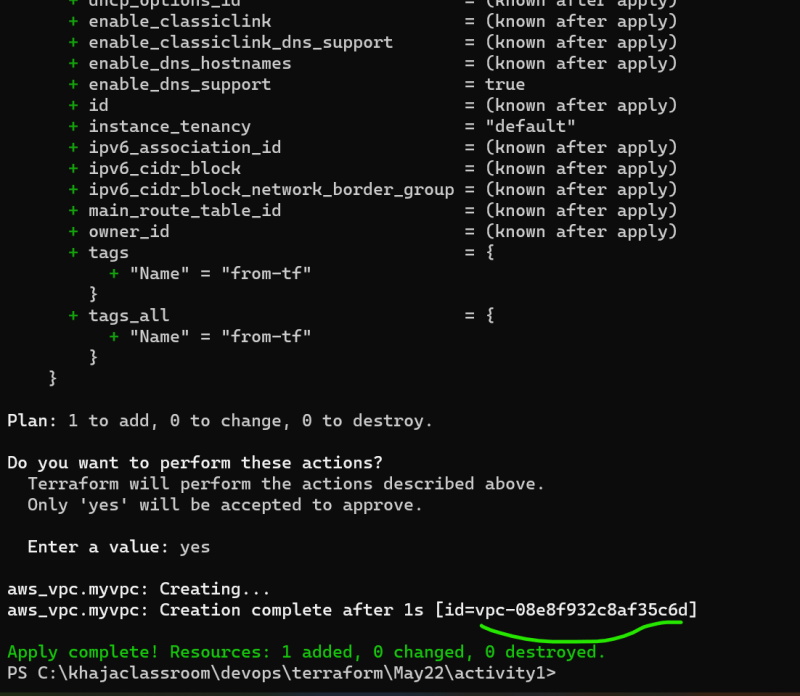 + dhcp_options_id = (known after apply)
+ enable_classiclink = (known after apply)
+ enable_classiclink_dns_support = (known after apply)
+ enable_dns_hostnames = (known after apply)
+ enable_dns_support = true
+ id = (known after apply)
+ instance_tenancy = "default"
+ ipv6_association_id = (known after apply)
+ ipv6_cidr_block = (known after apply)
+ ipv6_cidr_block_network_border_group = (known after apply)
+ main_route_table_id = (known after apply)
+ owner_id = (known after apply)
+ tags = {
+ "Name" = "from-tf"
}
+ tags_all = {
+ "Name" = "from-tf"
}
}
Plan: 1 to add, 0 to change, 0 to destroy.
Do you want to perform these actions?
Terraform will perform the actions described above.
Only 'yes' will be accepted to approve.
Enter a value: yes
aws_vpc.myvpc: Creating...
aws_vpc.myvpc: Creation complete after 1s [id=vpc-08e8f932c8af35c6d]
Apply complete! Resources: 1 added, 0 changed, 0 destroyed.
PS C:\khajaclassroom\devops\terraform\May22\activity1>